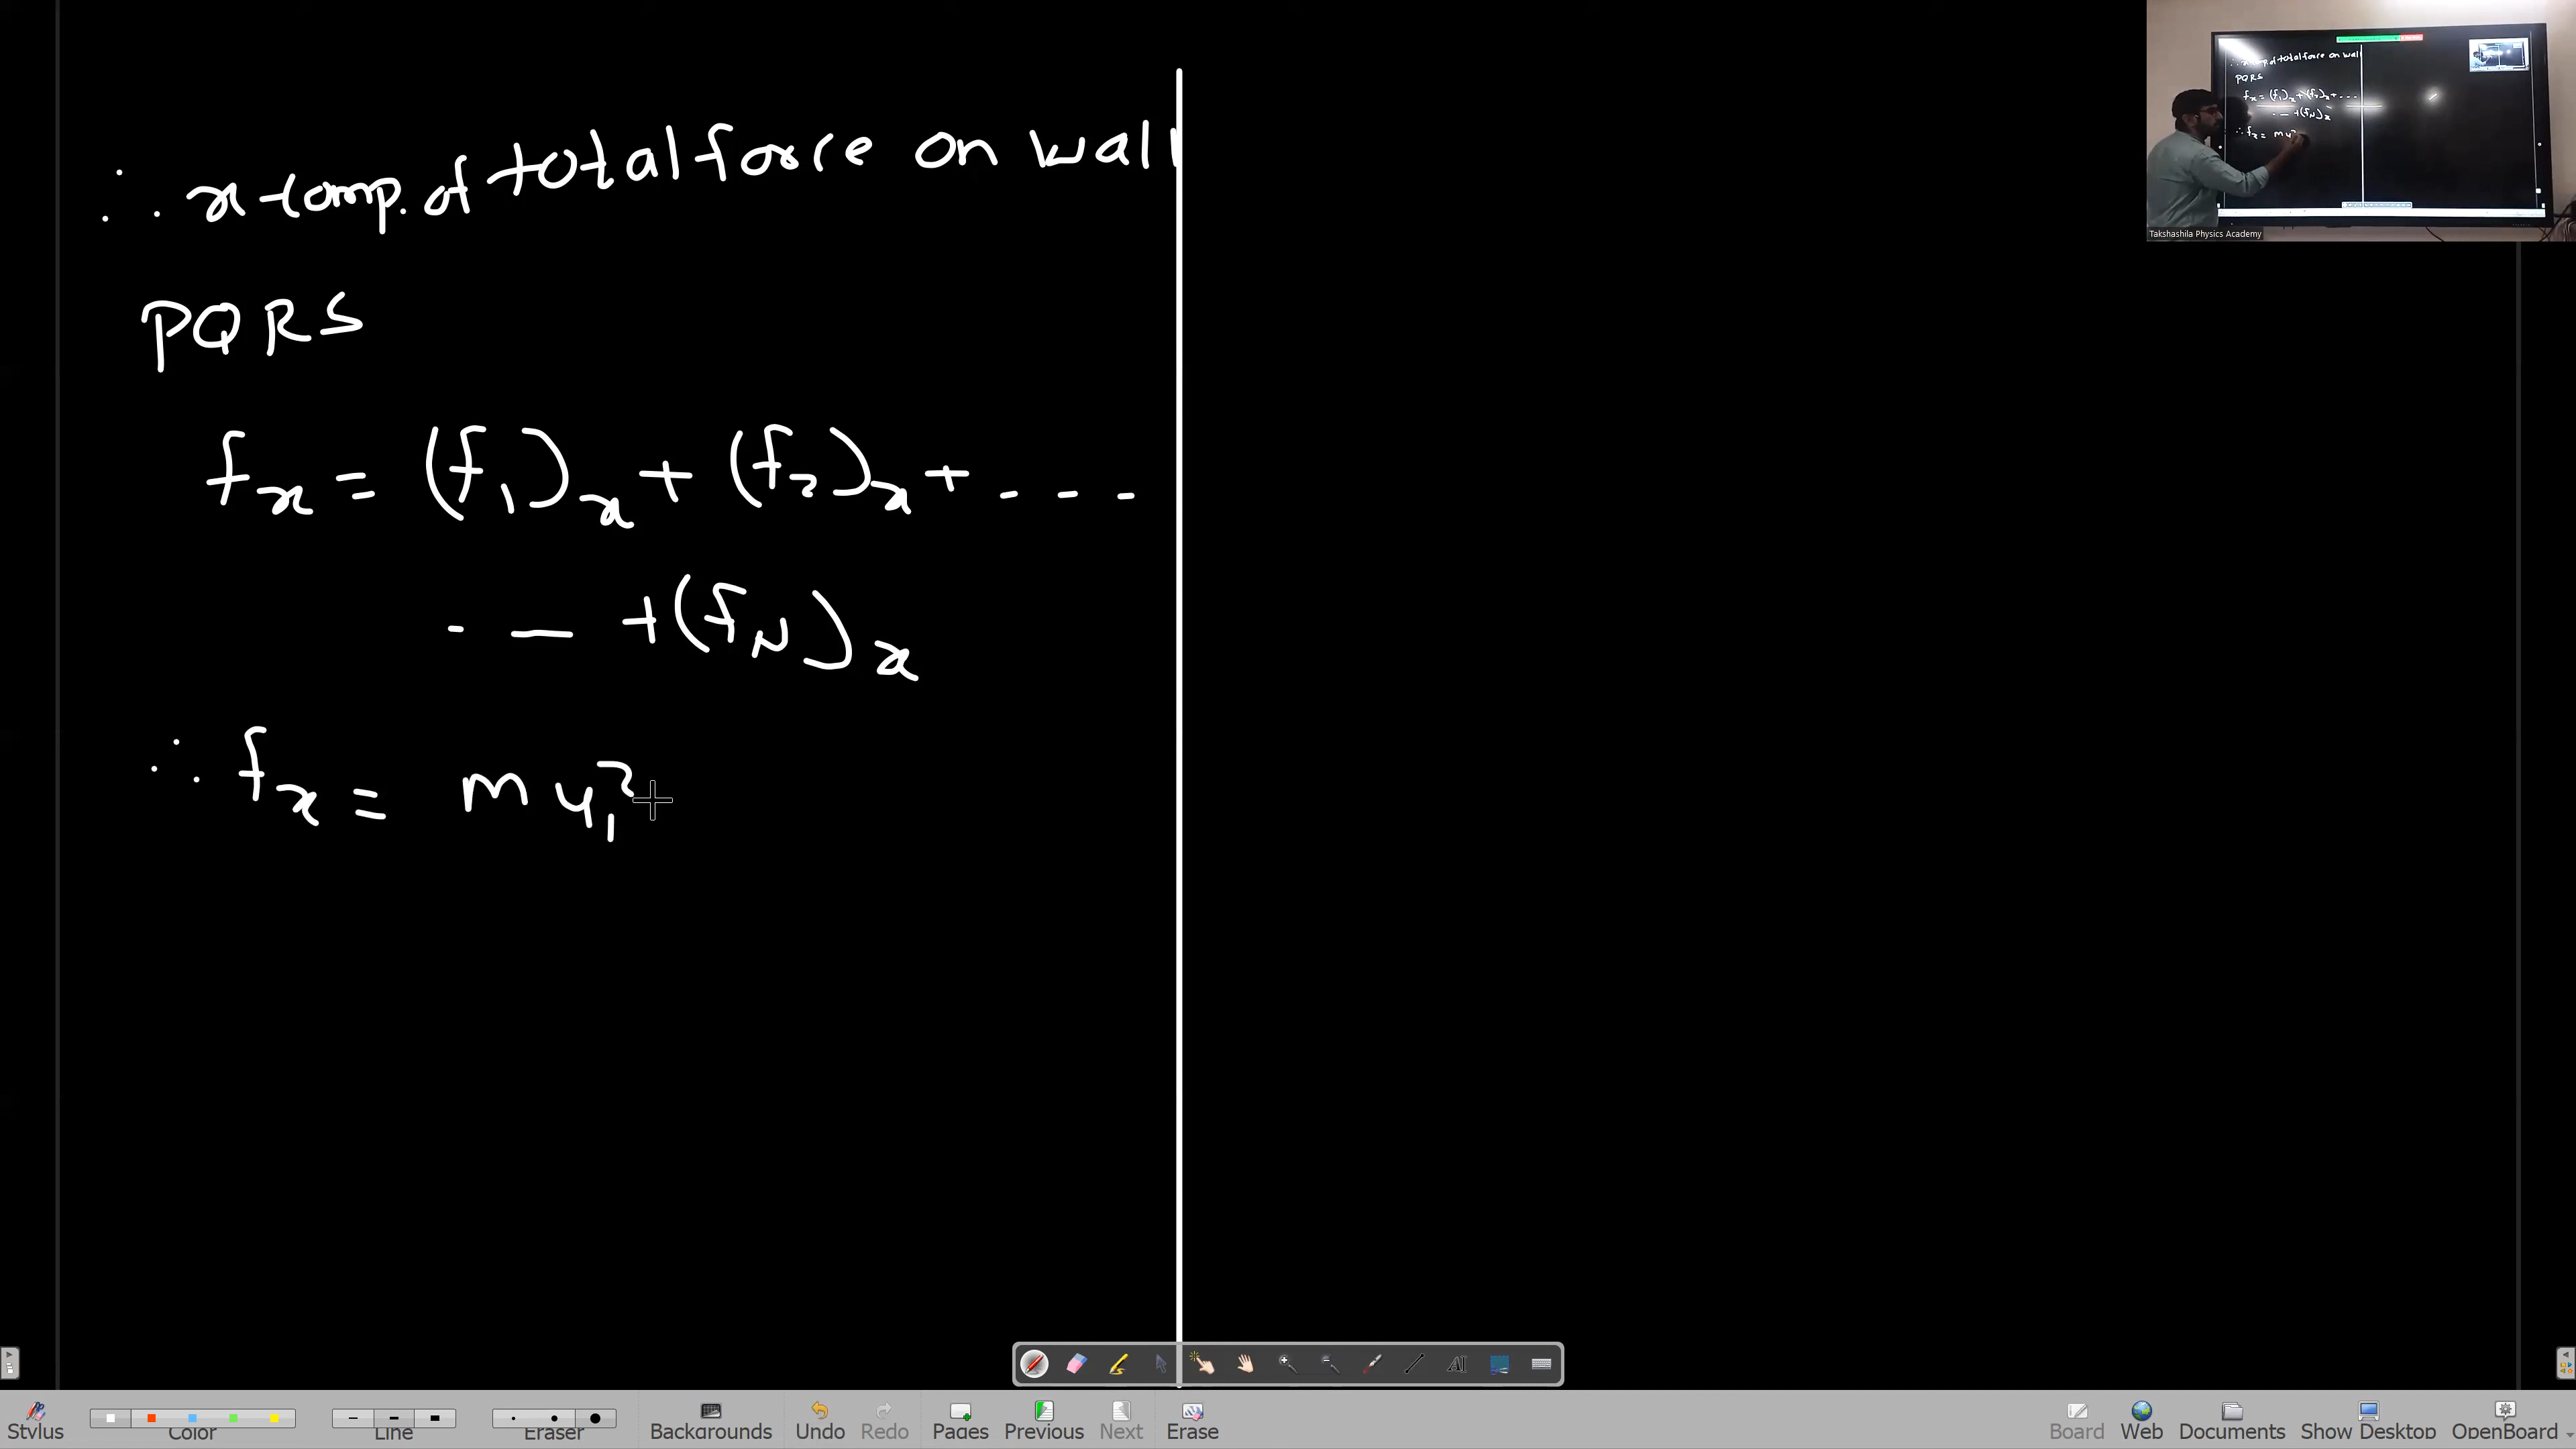 ∴ x-comp. of total force on wall
PQRS
fx = (f1)x + (f2)x + - - -
- — + (fN)x
∴ fx = m u1²
Takshashila Physics Academy
Stylus Color Line Eraser Backgrounds Undo Redo Pages Previous Next Erase Board Web Documents Show Desktop OpenBoard